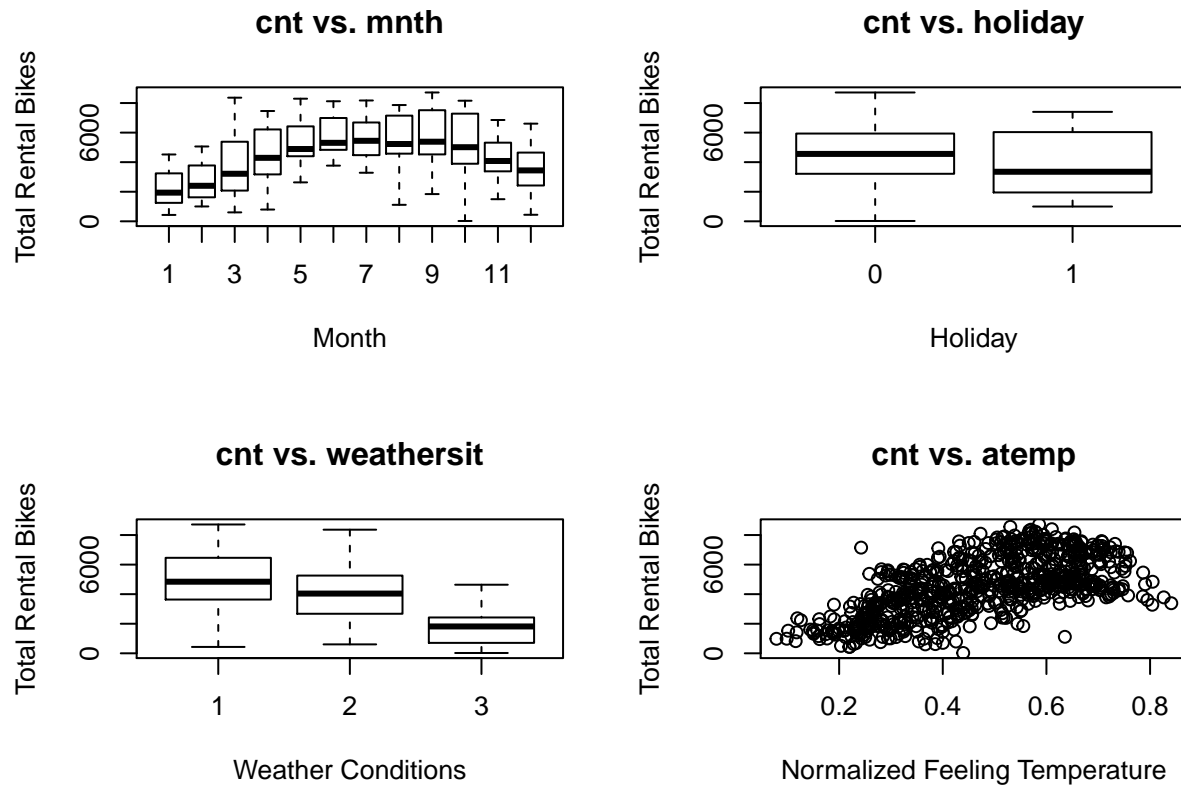 cnt vs. mnth
Total Rental Bikes
0 6000
1 3 5 7 9 11
Month
cnt vs. holiday
Total Rental Bikes
0 6000
0 1
Holiday
cnt vs. weathersit
Total Rental Bikes
0 6000
1 2 3
Weather Conditions
cnt vs. atemp
Total Rental Bikes
0 6000
0.2 0.4 0.6 0.8
Normalized Feeling Temperature